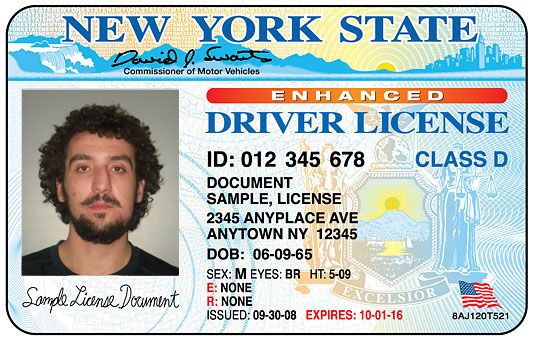 NEW YORK STATE
David J. Swarts
Commissioner of Motor Vehicles
ENHANCED
DRIVER LICENSE
ID: 012 345 678 CLASS D
DOCUMENT
SAMPLE, LICENSE
2345 ANYPLACE AVE
ANYTOWN NY 12345
DOB: 06-09-65
SEX: M EYES: BR HT: 5-09
E: NONE
R: NONE
ISSUED: 09-30-08 EXPIRES: 10-01-16
Sample License Document
EXCELSIOR
8AJ120T521